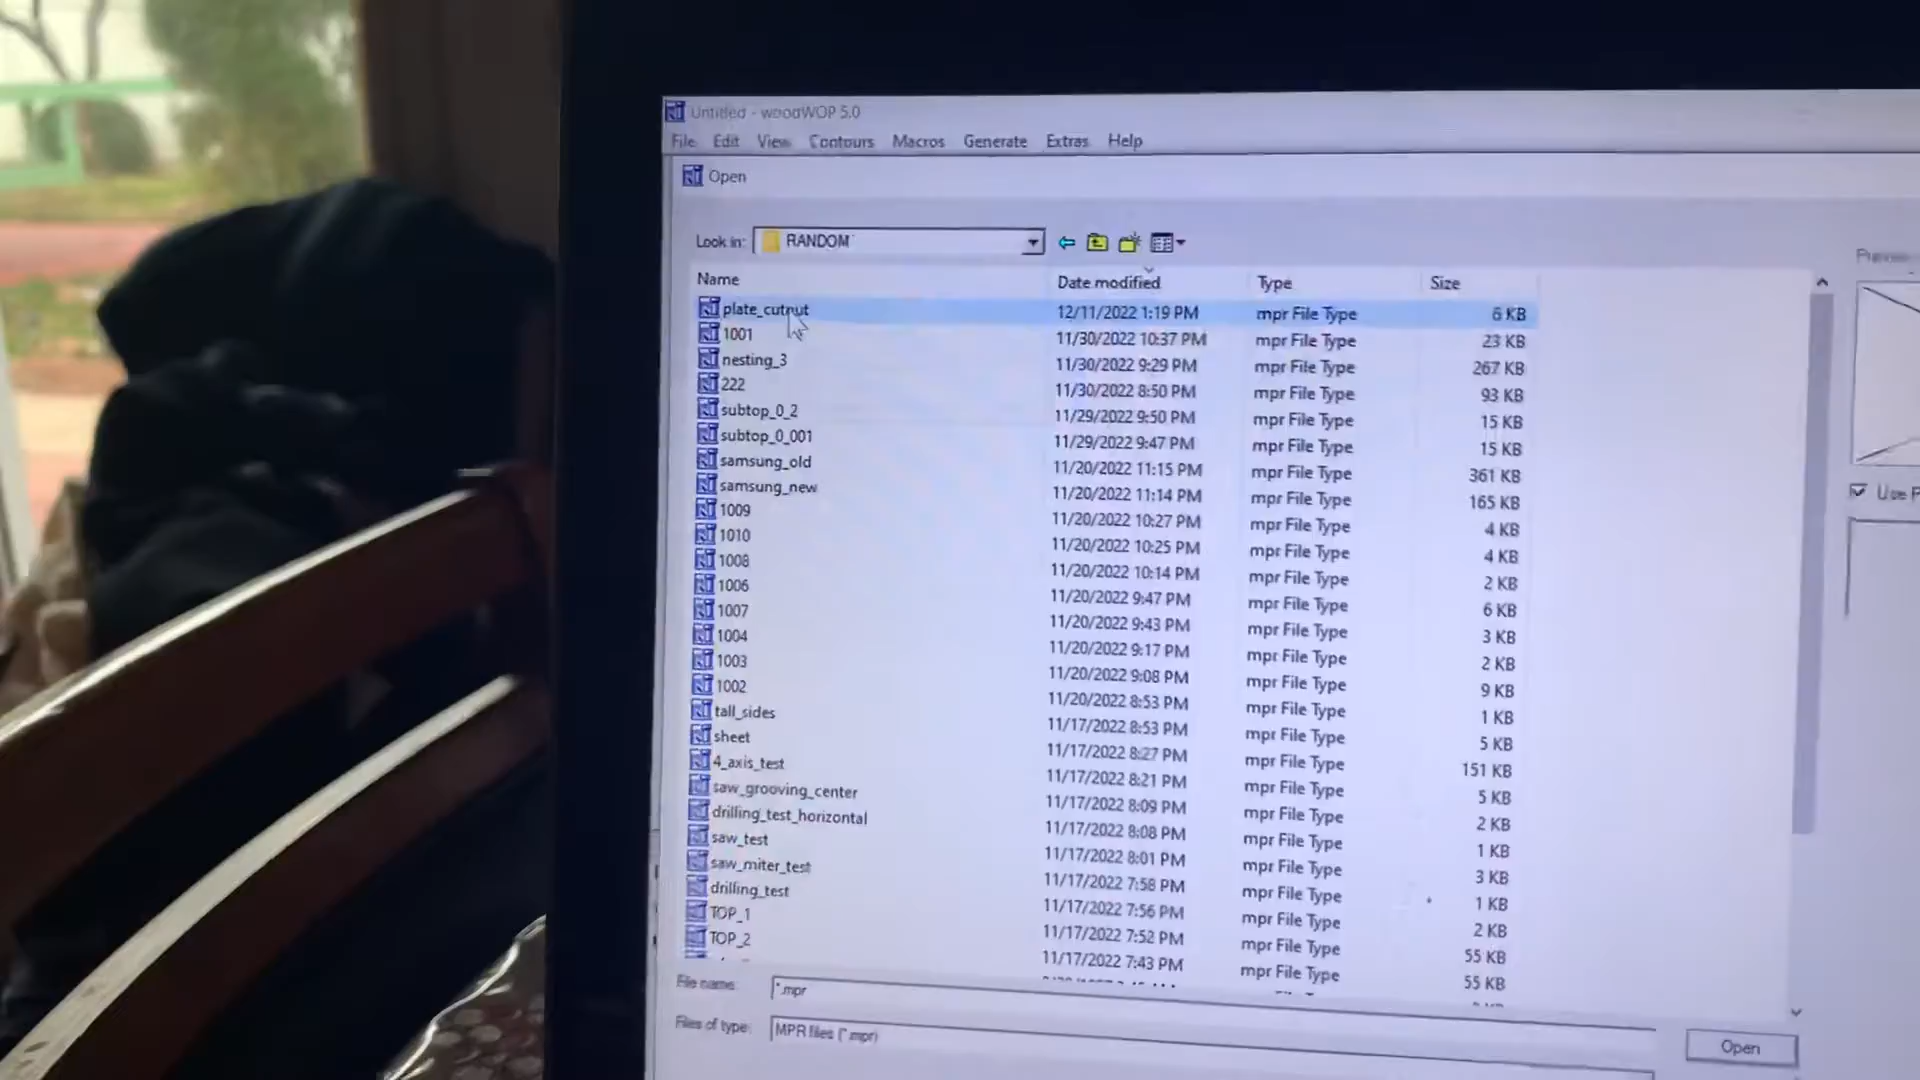 Untitled - woodWOP 5.0
File Edit View Contours Macros Generate Extras Help
Open
Look in: RANDOM
Name Date modified Type Size
plate_cutout 12/11/2022 1:19 PM mpr File Type 6 KB
1001 11/30/2022 10:37 PM mpr File Type 23 KB
nesting_3 11/30/2022 9:29 PM mpr File Type 267 KB
222 11/30/2022 8:50 PM mpr File Type 93 KB
subtop_0_2 11/29/2022 9:50 PM mpr File Type 15 KB
subtop_0_001 11/29/2022 9:47 PM mpr File Type 15 KB
samsung_old 11/20/2022 11:15 PM mpr File Type 361 KB
samsung_new 11/20/2022 11:14 PM mpr File Type 165 KB
1009 11/20/2022 10:27 PM mpr File Type 4 KB
1010 11/20/2022 10:25 PM mpr File Type 4 KB
1008 11/20/2022 10:14 PM mpr File Type 2 KB
1006 11/20/2022 9:47 PM mpr File Type 6 KB
1007 11/20/2022 9:43 PM mpr File Type 3 KB
1004 11/20/2022 9:17 PM mpr File Type 2 KB
1003 11/20/2022 9:08 PM mpr File Type 9 KB
1002 11/20/2022 8:53 PM mpr File Type 1 KB
tall_sides 11/17/2022 8:53 PM mpr File Type 5 KB
sheet 11/17/2022 8:27 PM mpr File Type 151 KB
4_axis_test 11/17/2022 8:21 PM mpr File Type 5 KB
saw_grooving_center 11/17/2022 8:09 PM mpr File Type 2 KB
drilling_test_horizontal 11/17/2022 8:08 PM mpr File Type 1 KB
saw_test 11/17/2022 8:01 PM mpr File Type 3 KB
saw_miter_test 11/17/2022 7:58 PM mpr File Type 1 KB
drilling_test 11/17/2022 7:56 PM mpr File Type 2 KB
TOP_1 11/17/2022 7:52 PM mpr File Type 55 KB
TOP_2 11/17/2022 7:43 PM mpr File Type 55 KB
File name: *.mpr
Files of type: MPR files (*.mpr)
Open
Preview
Use